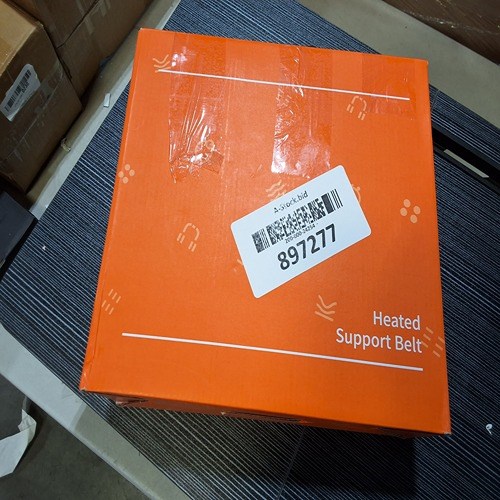 A-Stock.bid
897277
Heated
Support Belt